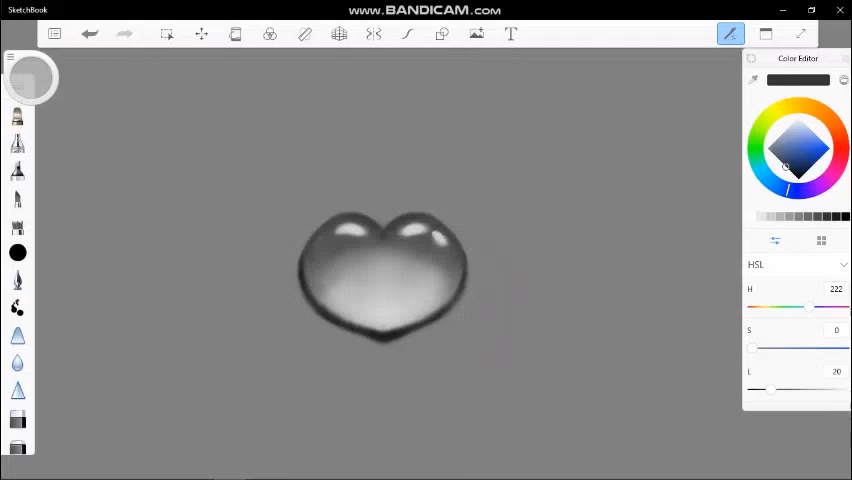 SketchBook
www.BANDICAM.com
T
Color Editor
HSL
H 222
S 0
L 20